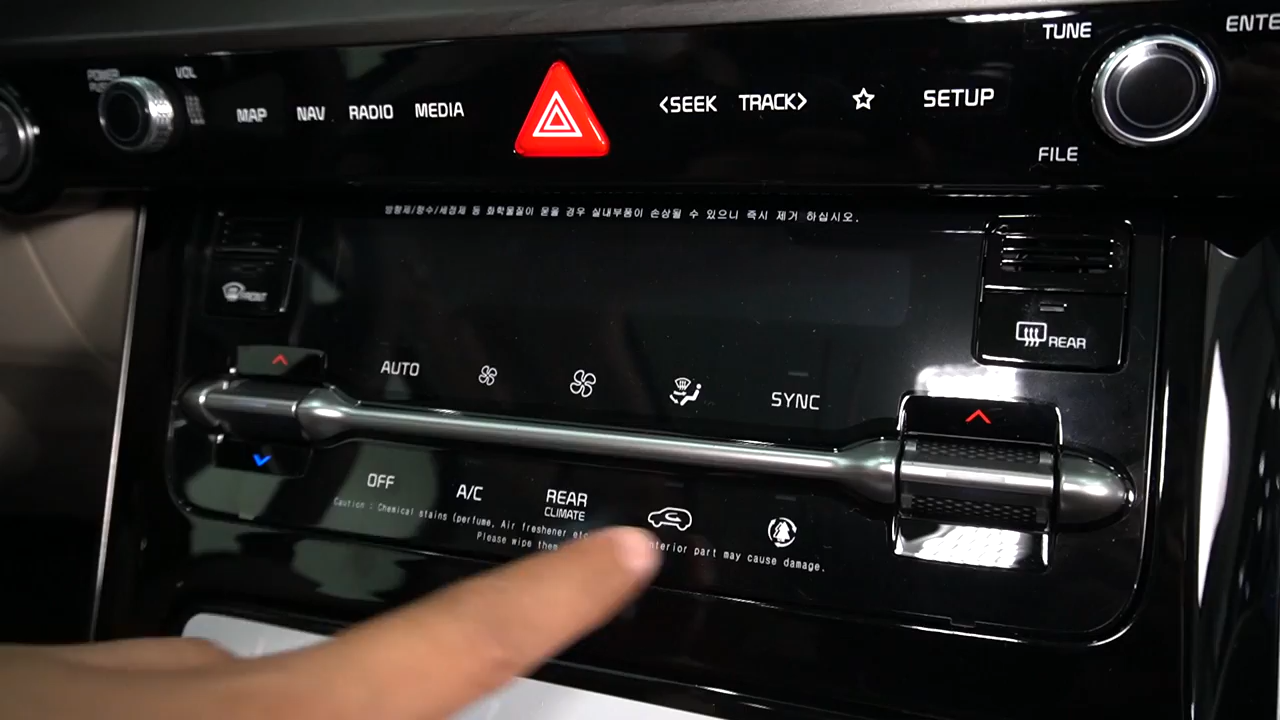 POWER
VOL
MAP
NAV
RADIO
MEDIA
<SEEK
TRACK>
SETUP
TUNE
FILE
ENTE
방향제/향수/세정제 등 화학물질이 묻을 경우 실내부품이 손상될 수 있으니 즉시 제거 하십시오.
FRONT
REAR
AUTO
SYNC
OFF
A/C
REAR
CLIMATE
Caution : Chemical stains (perfume, Air freshener etc
Please wipe them
nterior part may cause damage.